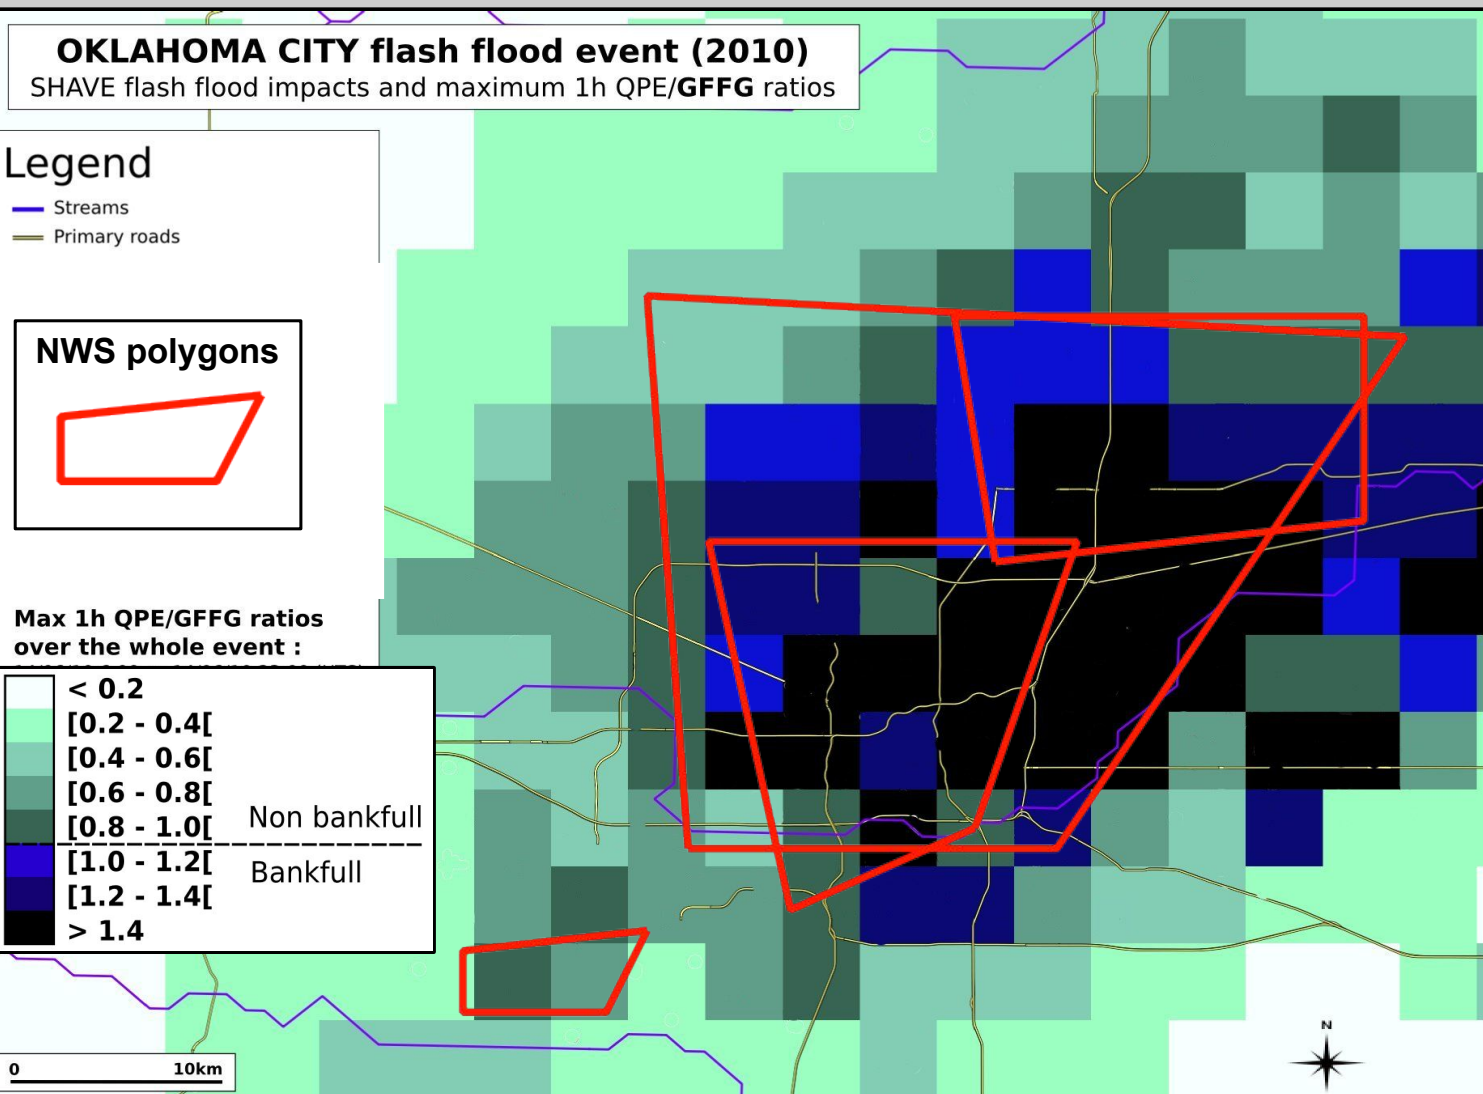 OKLAHOMA CITY flash flood event (2010)
SHAVE flash flood impacts and maximum 1h QPE/GFFG ratios
Legend
Streams
Primary roads
NWS polygons
Max 1h QPE/GFFG ratios
over the whole event :
< 0.2
[0.2 - 0.4[
[0.4 - 0.6[
[0.6 - 0.8[
[0.8 - 1.0[
Non bankfull
[1.0 - 1.2[
Bankfull
[1.2 - 1.4[
> 1.4
0 10km
N